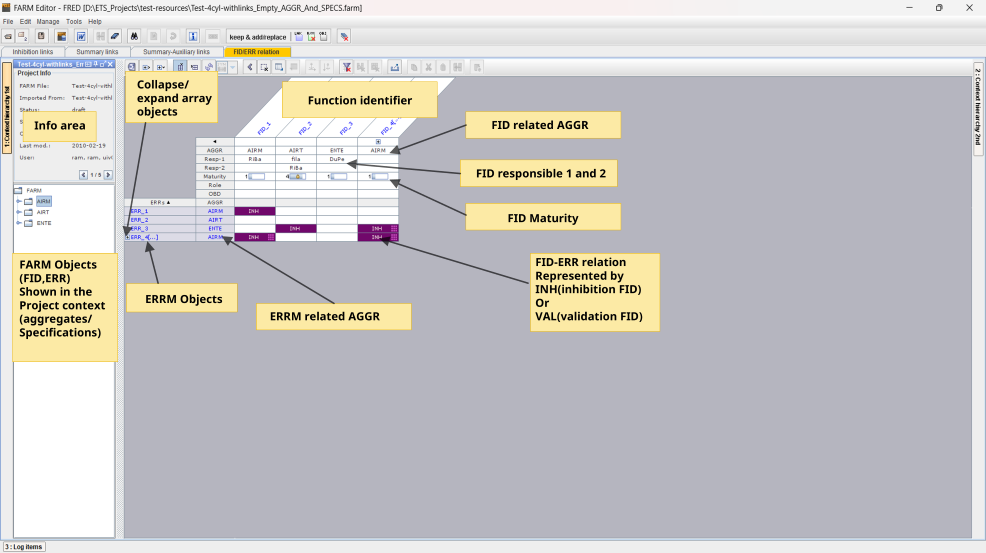 FARM Editor - FRED [D\ETS_Projects\test-resources\Test-4cyl-withlinks_Empty_AGGR_And_SPECS.farm]
File Edit Manage Tools Help
keep & add/replace
Inhibition links Summary links Summary-Auxiliary links FID/ERR relation
Test-4cyl-withlinks_Em
Project Info
FARM File: Test-4cyl-withl
Imported From: Test-4cyl-withl
Status: draft
Last mod.: 2010-02-19
User: ram, ram, uivi
1 / 5
Info area
1:Context hierarchy 1st
2 : Context hierarchy 2nd
FARM
AIRM
AIRT
ENTE
FARM Objects
(FID,ERR)
Shown in the
Project context
(aggregates/
Specifications)
Collapse/
expand array
objects
Function identifier
FID_1 FID_2 FID_3 FID_4[...]
AGGR AIRM AIRT ENTE AIRM
Resp-1 RiBa fila DuPe
Resp-2 RiBa
Maturity 1 4 1 1
Role
OBD
ERRs ▲ AGGR
ERR_1 AIRM INH
ERR_2 AIRT
ERR_3 ENTE INH INH
ERR_4[...] AIRM INH INH
FID related AGGR
FID responsible 1 and 2
FID Maturity
FID-ERR relation
Represented by
INH(inhibition FID)
Or
VAL(validation FID)
ERRM Objects
ERRM related AGGR
3 : Log items